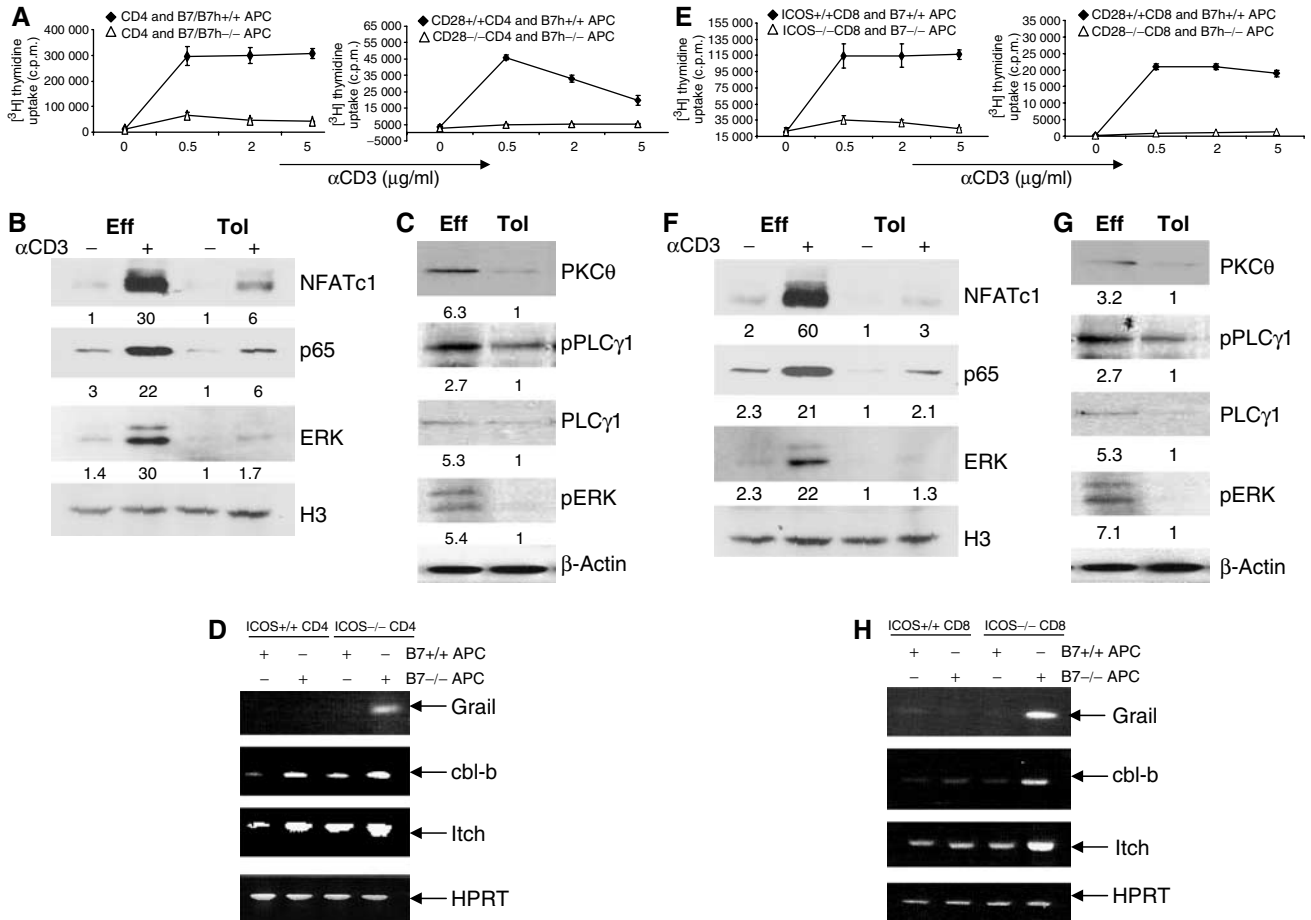 A
CD4 and B7/B7h+/+ APC
CD4 and B7/B7h−/− APC
[³H] thymidine
uptake (c.p.m.)
400 000
300 000
200 000
100 000
0
0 0.5 2 5
CD28+/+CD4 and B7h+/+ APC
CD28−/−CD4 and B7h−/− APC
[³H] thymidine
uptake (c.p.m.)
65 000
45 000
35 000
25 000
15 000
5000
−5000
0 0.5 2 5
αCD3 (μg/ml)
E
ICOS+/+CD8 and B7+/+ APC
ICOS−/−CD8 and B7−/− APC
[³H] thymidine
uptake (c.p.m.)
155 000
135 000
115 000
95 000
75 000
55 000
35 000
15 000
0 0.5 2 5
CD28+/+CD8 and B7h+/+ APC
CD28−/−CD8 and B7h−/− APC
[³H] thymidine
uptake (c.p.m.)
35 000
30 000
25 000
20 000
15 000
10 000
5000
0
0 0.5 2 5
αCD3 (μg/ml)
B
Eff Tol
αCD3 − + − +
NFATc1
1 30 1 6
p65
3 22 1 6
ERK
1.4 30 1 1.7
H3
C
Eff Tol
PKCθ
6.3 1
pPLCγ1
2.7 1
PLCγ1
5.3 1
pERK
5.4 1
β-Actin
F
Eff Tol
αCD3 − + − +
NFATc1
2 60 1 3
p65
2.3 21 1 2.1
ERK
2.3 22 1 1.3
H3
G
Eff Tol
PKCθ
3.2 1
pPLCγ1
2.7 1
PLCγ1
5.3 1
pERK
7.1 1
β-Actin
D
ICOS+/+ CD4 ICOS−/− CD4
+ − + − B7+/+ APC
− + − + B7−/− APC
Grail
cbl-b
Itch
HPRT
H
ICOS+/+ CD8 ICOS−/− CD8
+ − + − B7+/+ APC
− + − + B7−/− APC
Grail
cbl-b
Itch
HPRT